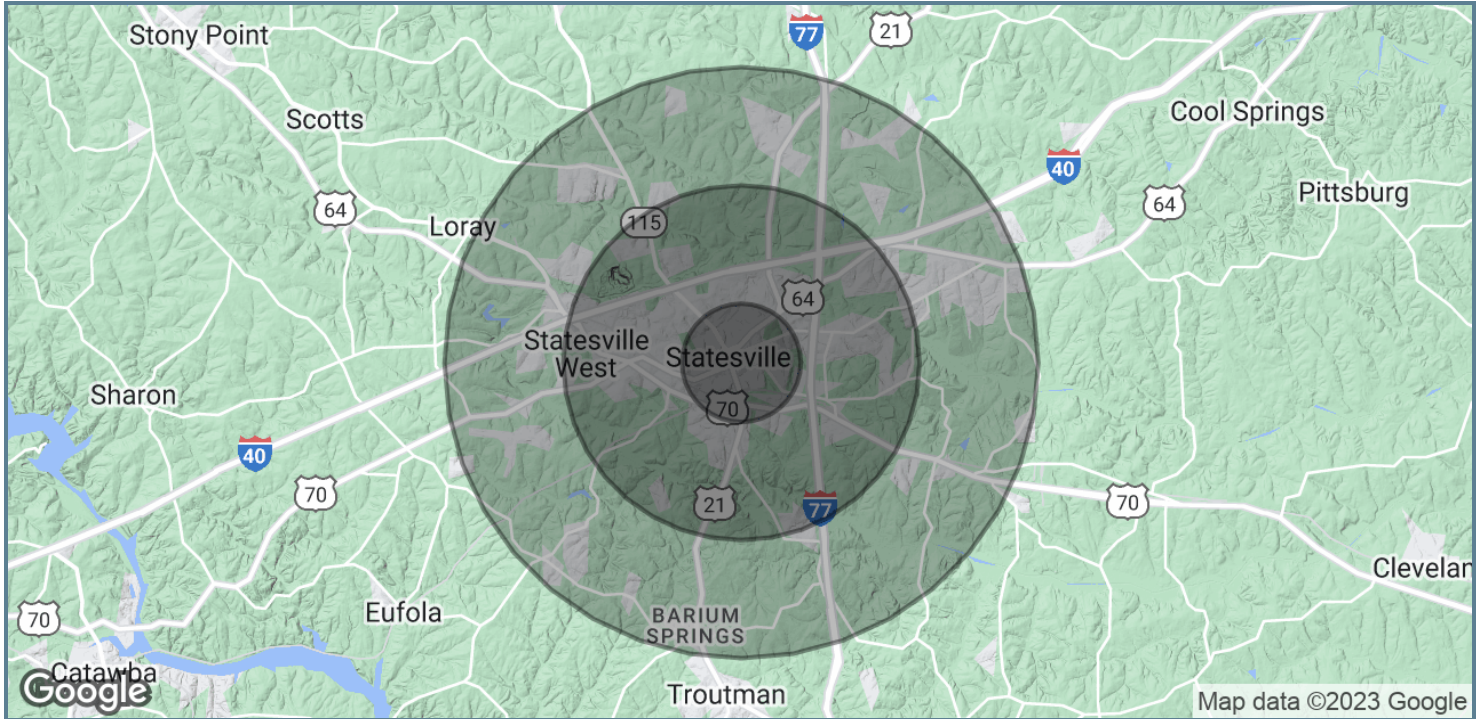 Stony Point
77
21
Scotts
Cool Springs
40
64
Pittsburg
64
115
Loray
64
Statesville
West
Statesville
Sharon
70
40
70
21
77
70
Clevelan
Eufola
70
BARIUM
SPRINGS
Catawba
Google
Troutman
Map data ©2023 Google